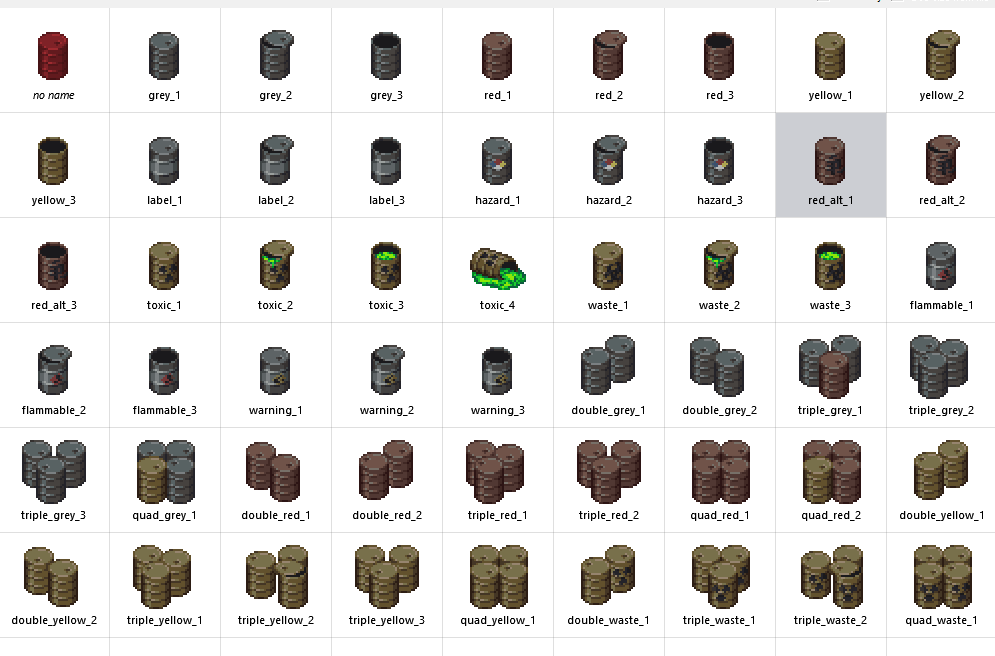 no name
grey_1
grey_2
grey_3
red_1
red_2
red_3
yellow_1
yellow_2
yellow_3
label_1
label_2
label_3
hazard_1
hazard_2
hazard_3
red_alt_1
red_alt_2
red_alt_3
toxic_1
toxic_2
toxic_3
toxic_4
waste_1
waste_2
waste_3
flammable_1
flammable_2
flammable_3
warning_1
warning_2
warning_3
double_grey_1
double_grey_2
triple_grey_1
triple_grey_2
triple_grey_3
quad_grey_1
double_red_1
double_red_2
triple_red_1
triple_red_2
quad_red_1
quad_red_2
double_yellow_1
double_yellow_2
triple_yellow_1
triple_yellow_2
triple_yellow_3
quad_yellow_1
double_waste_1
triple_waste_1
triple_waste_2
quad_waste_1